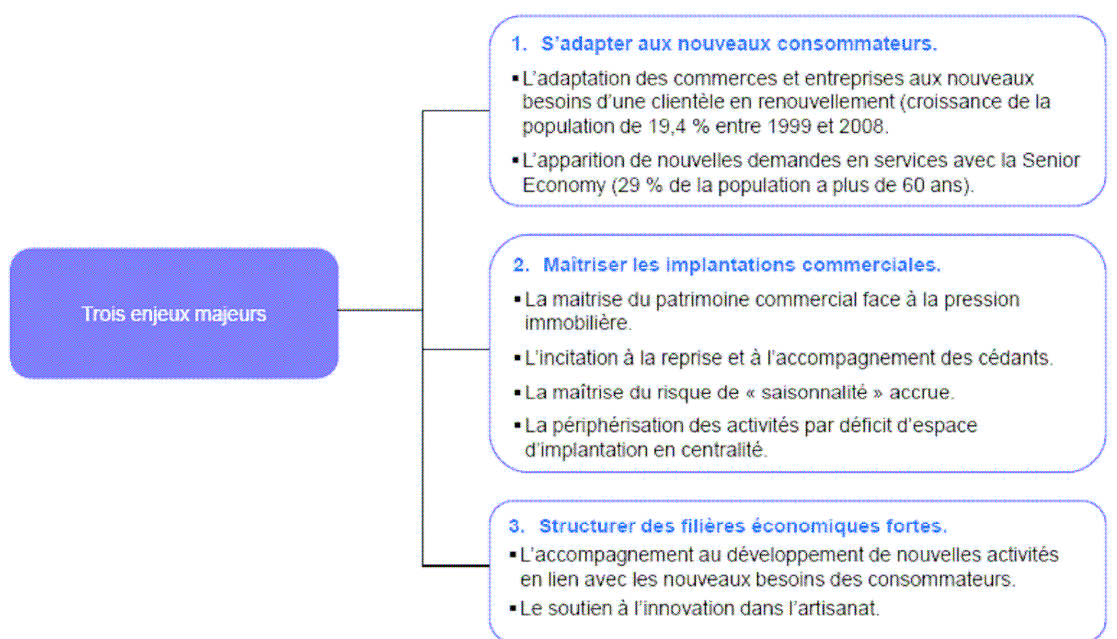 Trois enjeux majeurs
1. S'adapter aux nouveaux consommateurs.
▪ L'adaptation des commerces et entreprises aux nouveaux
besoins d'une clientèle en renouvellement (croissance de la
population de 19,4 % entre 1999 et 2008.
▪ L'apparition de nouvelles demandes en services avec la Senior
Economy (29 % de la population a plus de 60 ans).
2. Maîtriser les implantations commerciales.
▪ La maitrise du patrimoine commercial face à la pression
immobilière.
▪ L'incitation à la reprise et à l'accompagnement des cédants.
▪ La maîtrise du risque de « saisonnalité » accrue.
▪ La périphérisation des activités par déficit d'espace
d'implantation en centralité.
3. Structurer des filières économiques fortes.
▪ L'accompagnement au développement de nouvelles activités
en lien avec les nouveaux besoins des consommateurs.
▪ Le soutien à l'innovation dans l'artisanat.